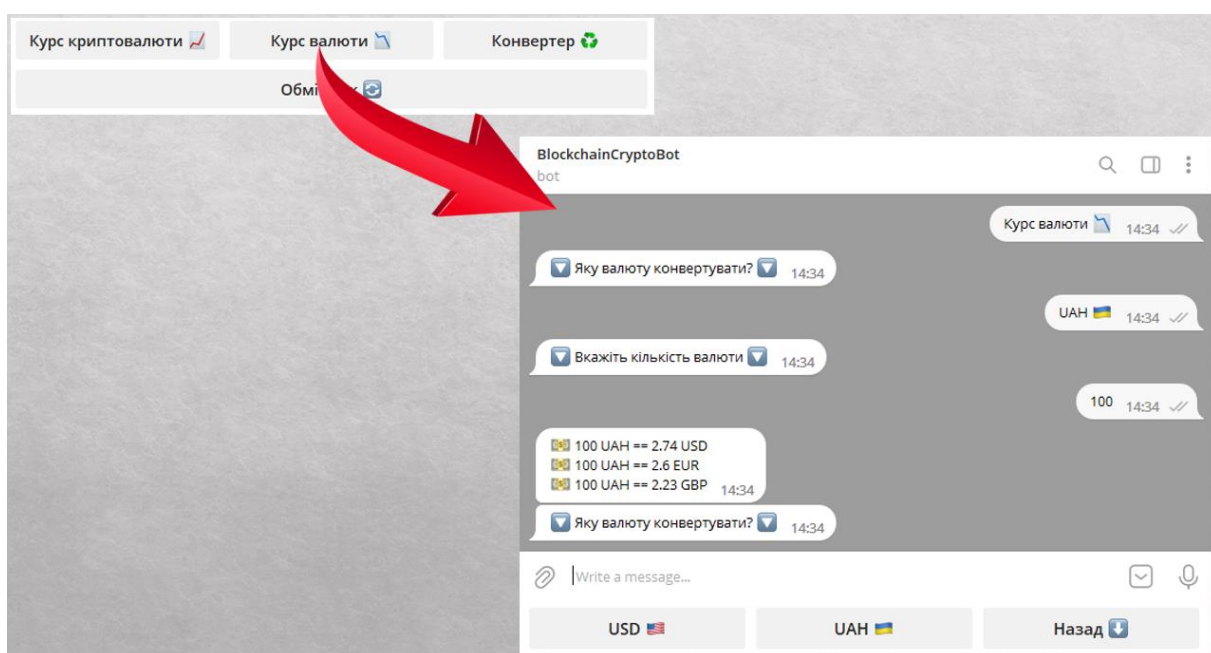 Курс криптовалюти 📈 Курс валюти 📉 Конвертер ♻️
🔄
BlockchainCryptoBot
bot
Курс валюти 📉 14:34
🔽 Яку валюту конвертувати? 🔽 14:34
UAH 🇺🇦 14:34
🔽 Вкажіть кількість валюти 🔽 14:34
100 14:34
💵 100 UAH == 2.74 USD
💵 100 UAH == 2.6 EUR
💵 100 UAH == 2.23 GBP 14:34
🔽 Яку валюту конвертувати? 🔽 14:34
Write a message...
USD 🇺🇸 UAH 🇺🇦 Назад ⬇️